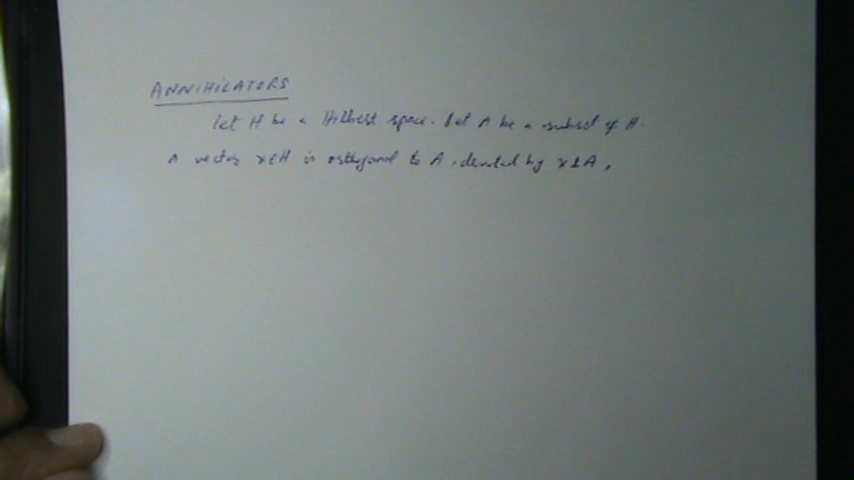 ANNIHILATORS
Let H be a Hilbert space. Let A be a subset of H.
A vector x∈H is orthogonal to A, denoted by x⊥A,